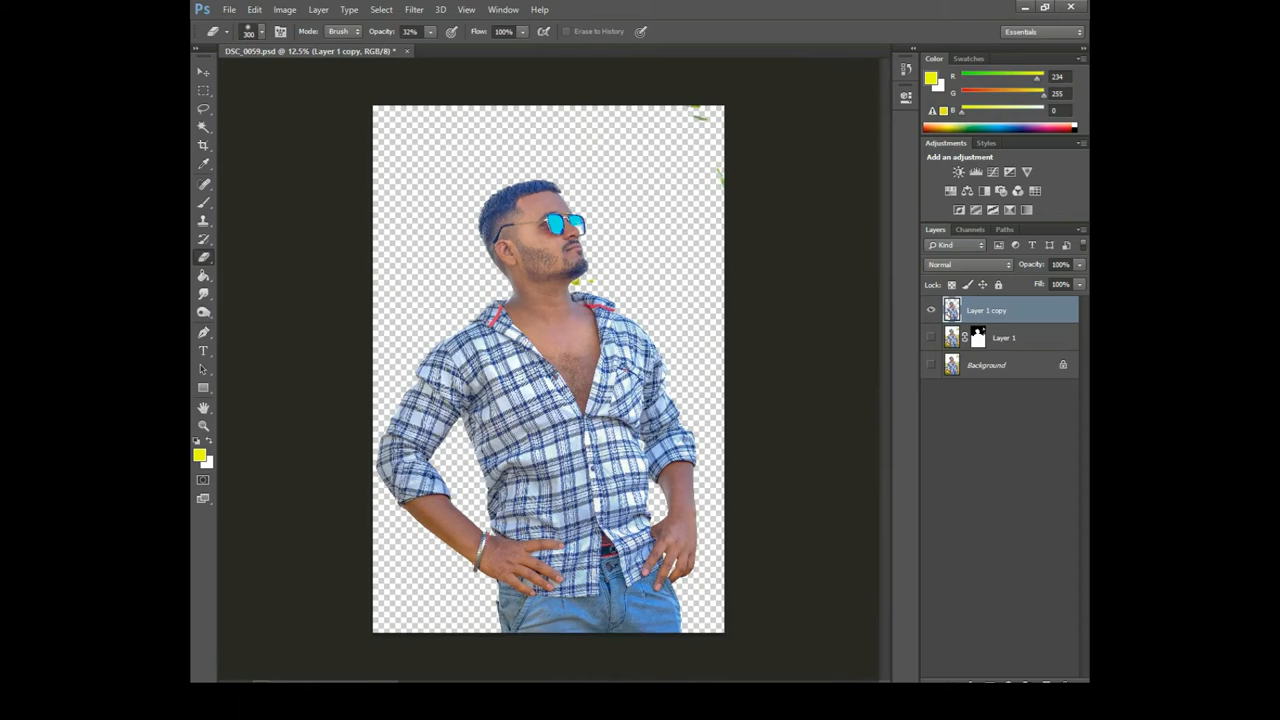 Ps File Edit Image Layer Type Select Filter 3D View Window Help
300 Mode: Brush Opacity: 32% Flow: 100% Erase to History Essentials
DSC_0059.psd @ 12.5% (Layer 1 copy, RGB/8) * ×
Color Swatches
R 234
G 255
B 0
Adjustments Styles
Add an adjustment
Layers Channels Paths
Kind
Normal Opacity: 100%
Lock: Fill: 100%
Layer 1 copy
Layer 1
Background